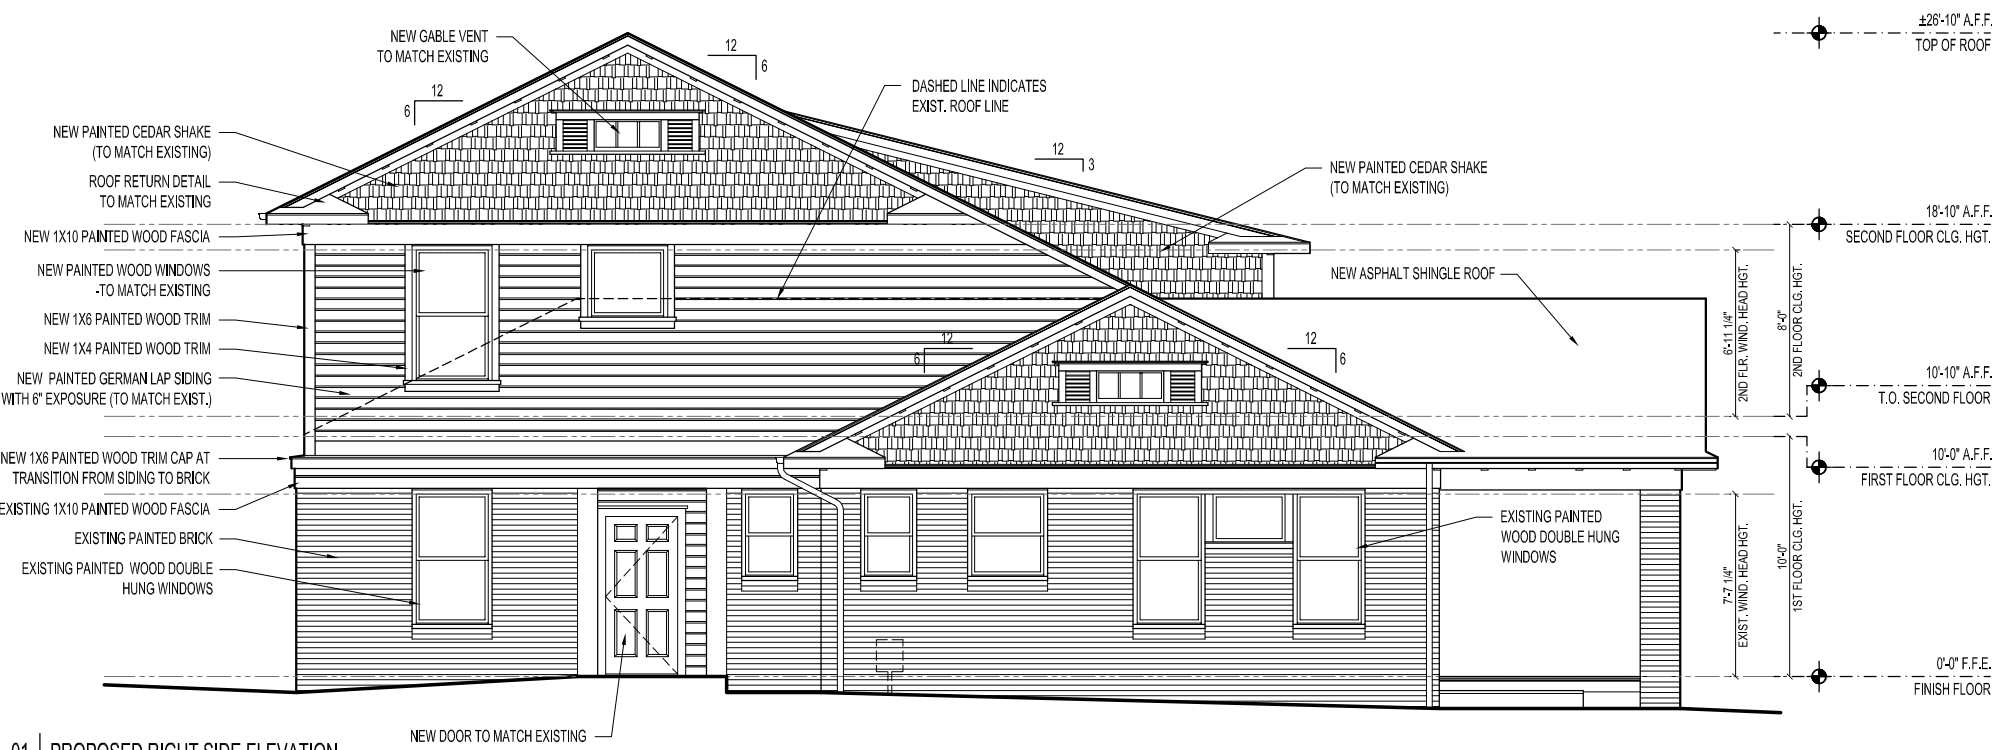 NEW GABLE VENT
TO MATCH EXISTING
12
6
12
6
DASHED LINE INDICATES
EXIST. ROOF LINE
±26'-10" A.F.F.
TOP OF ROOF
NEW PAINTED CEDAR SHAKE
(TO MATCH EXISTING)
12
3
NEW PAINTED CEDAR SHAKE
(TO MATCH EXISTING)
ROOF RETURN DETAIL
TO MATCH EXISTING
18'-10" A.F.F.
SECOND FLOOR CLG. HGT.
NEW 1X10 PAINTED WOOD FASCIA
NEW PAINTED WOOD WINDOWS
-TO MATCH EXISTING
NEW ASPHALT SHINGLE ROOF
NEW 1X6 PAINTED WOOD TRIM
NEW 1X4 PAINTED WOOD TRIM
12
6
12
6
6'-11 1/4"
2ND FLR. WIND. HEAD HGT.
8'-0"
2ND FLOOR CLG. HGT.
NEW PAINTED GERMAN LAP SIDING
WITH 6" EXPOSURE (TO MATCH EXIST.)
10'-10" A.F.F.
T.O. SECOND FLOOR
NEW 1X6 PAINTED WOOD TRIM CAP AT
TRANSITION FROM SIDING TO BRICK
10'-0" A.F.F.
FIRST FLOOR CLG. HGT.
EXISTING 1X10 PAINTED WOOD FASCIA
EXISTING PAINTED BRICK
EXISTING PAINTED WOOD DOUBLE
HUNG WINDOWS
EXISTING PAINTED
WOOD DOUBLE HUNG
WINDOWS
7'-7 1/4"
EXIST. WIND. HEAD HGT.
10'-0"
1ST FLOOR CLG. HGT.
0'-0" F.F.E.
FINISH FLOOR
NEW DOOR TO MATCH EXISTING
01 PROPOSED RIGHT SIDE ELEVATION